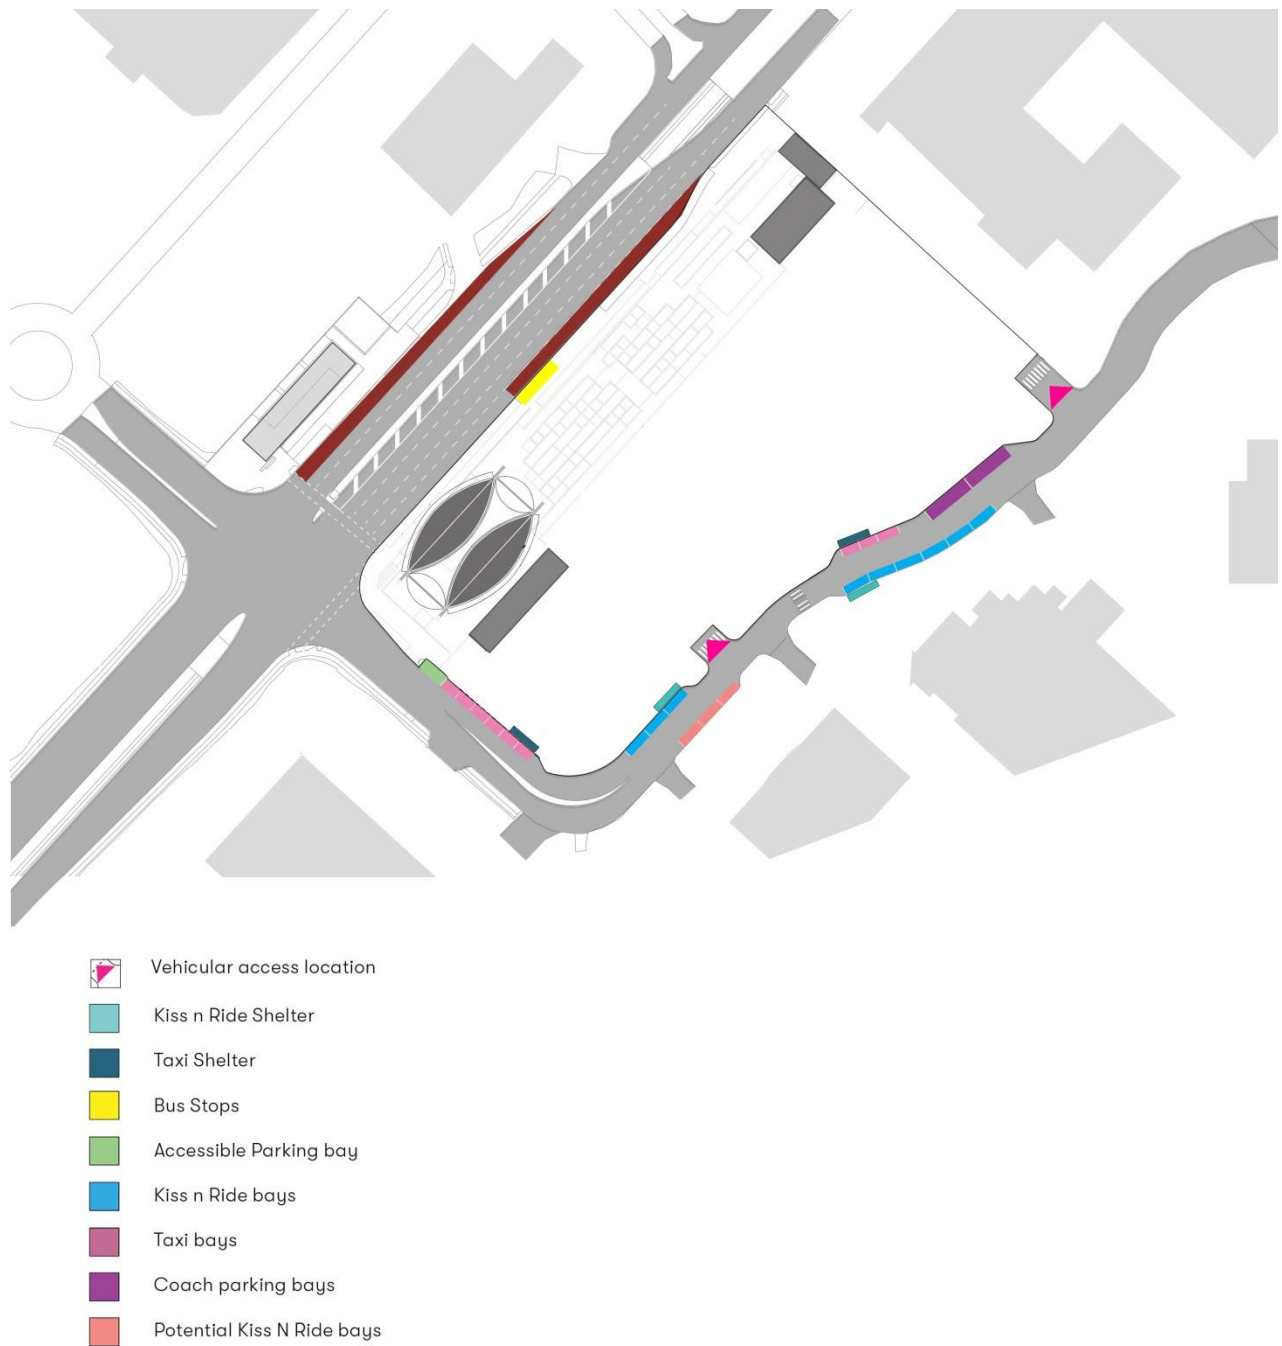 Vehicular access location
Kiss n Ride Shelter
Taxi Shelter
Bus Stops
Accessible Parking bay
Kiss n Ride bays
Taxi bays
Coach parking bays
Potential Kiss N Ride bays